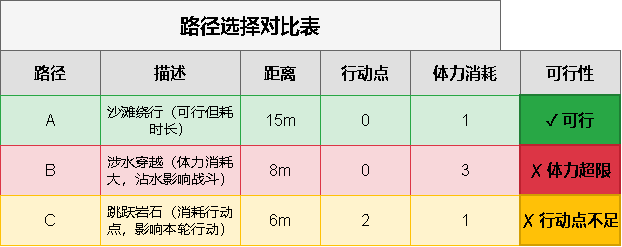 路径选择对比表
路径 描述 距离 行动点 体力消耗 可行性
A 沙滩绕行（可行但耗 15m 0 1 ✓可行
时长）
B 涉水穿越（体力消耗 8m 0 3 ✗ 体力超限
大，沾水影响战斗）
C 跳跃岩石（消耗行动 6m 2 1 ✗ 行动点不足
点，影响本轮行动）